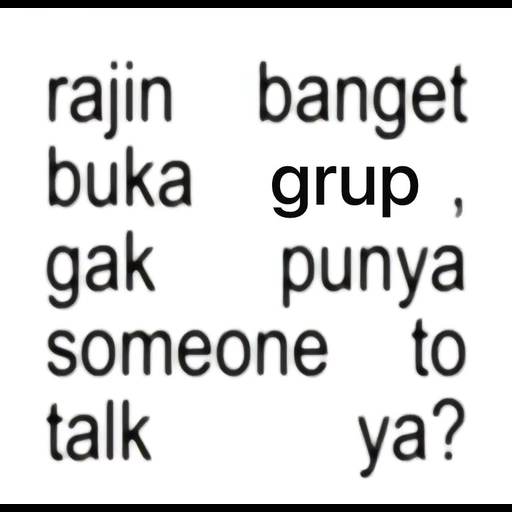 rajin banget
buka grup ,
gak punya
someone to
talk ya?